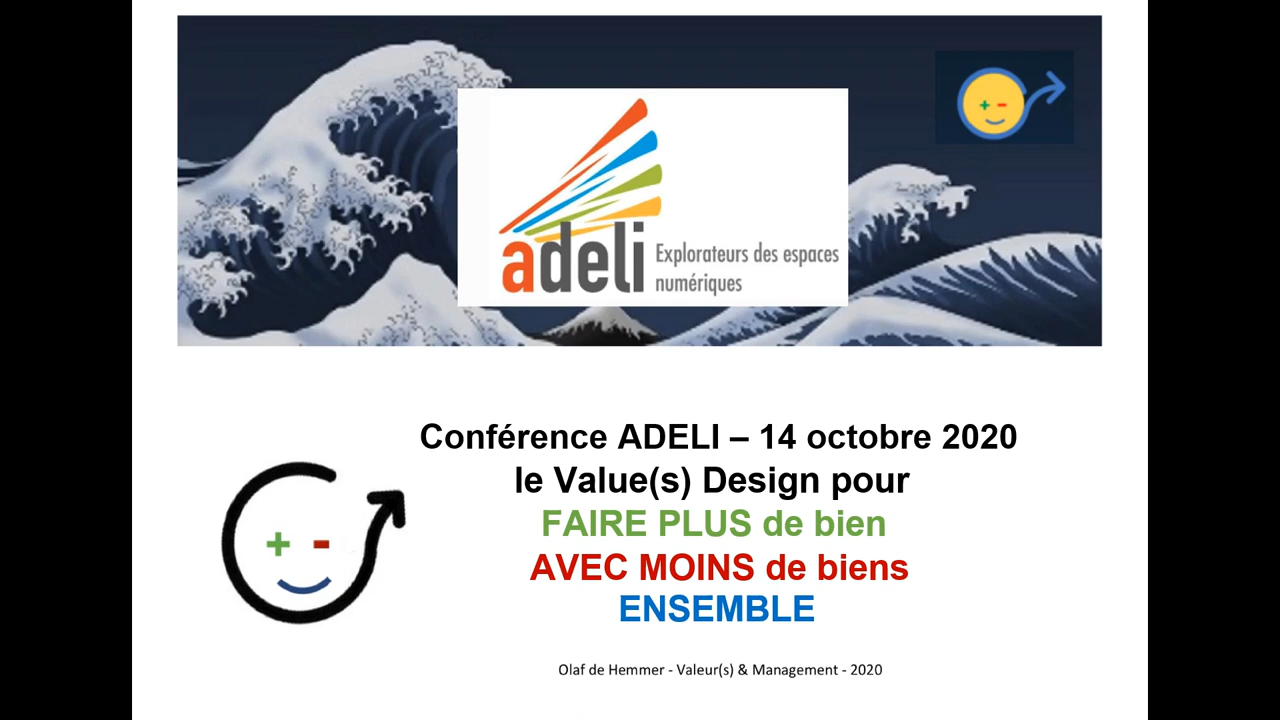 adeli Explorateurs des espaces
numériques
Conférence ADELI – 14 octobre 2020
le Value(s) Design pour
FAIRE PLUS de bien
AVEC MOINS de biens
ENSEMBLE
Olaf de Hemmer - Valeur(s) & Management - 2020